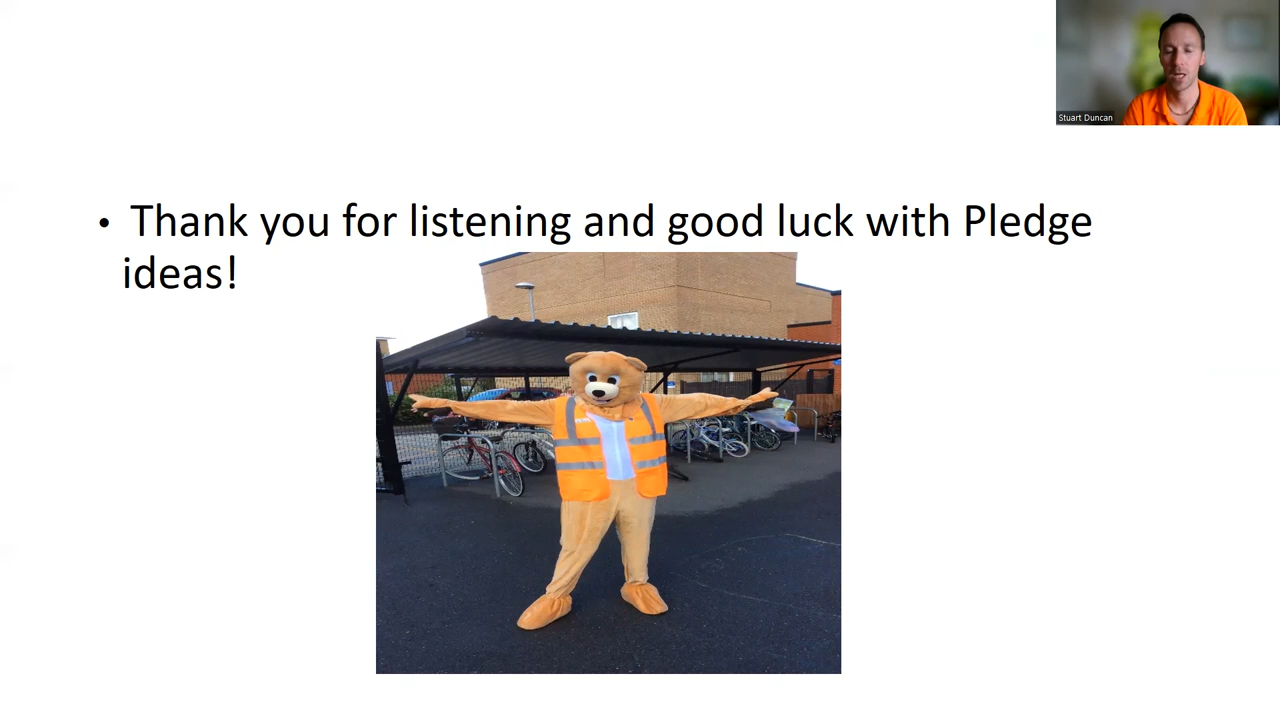 Stuart Duncan
• Thank you for listening and good luck with Pledge
ideas!